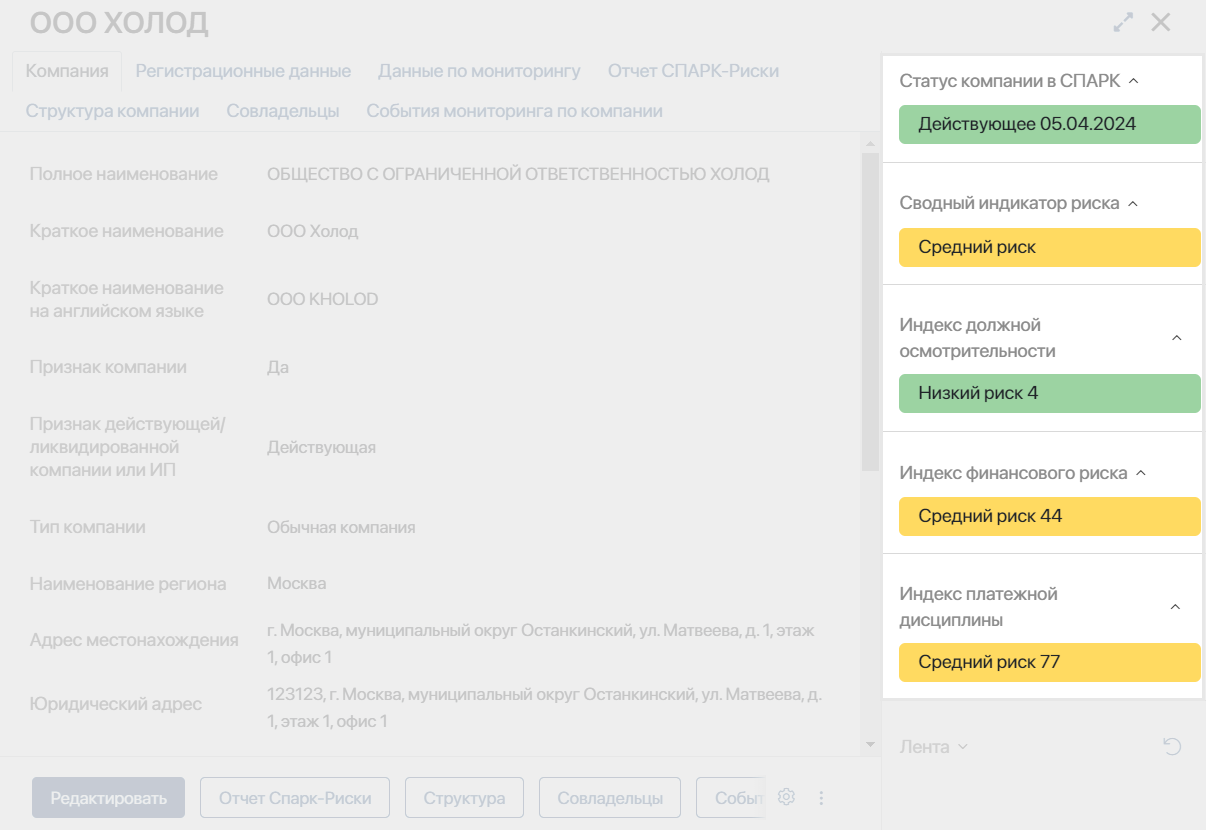 ООО ХОЛОД
Компания
Регистрационные данные
Данные по мониторингу
Отчет СПАРК-Риски
Структура компании
Совладельцы
События мониторинга по компании
Полное наименование
ОБЩЕСТВО С ОГРАНИЧЕННОЙ ОТВЕТСТВЕННОСТЬЮ ХОЛОД
Краткое наименование
ООО Холод
Краткое наименование
на английском языке
OOO KHOLOD
Признак компании
Да
Признак действующей/
ликвидированной
компании или ИП
Действующая
Тип компании
Обычная компания
Наименование региона
Москва
Адрес местонахождения
г. Москва, муниципальный округ Останкинский, ул. Матвеева, д. 1, этаж
1, офис 1
Юридический адрес
123123, г. Москва, муниципальный округ Останкинский, ул. Матвеева, д.
1, этаж 1, офис 1
Редактировать
Отчет Спарк-Риски
Структура
Совладельцы
Событ
Статус компании в СПАРК
Действующее 05.04.2024
Сводный индикатор риска
Средний риск
Индекс должной
осмотрительности
Низкий риск 4
Индекс финансового риска
Средний риск 44
Индекс платежной
дисциплины
Средний риск 77
Лента